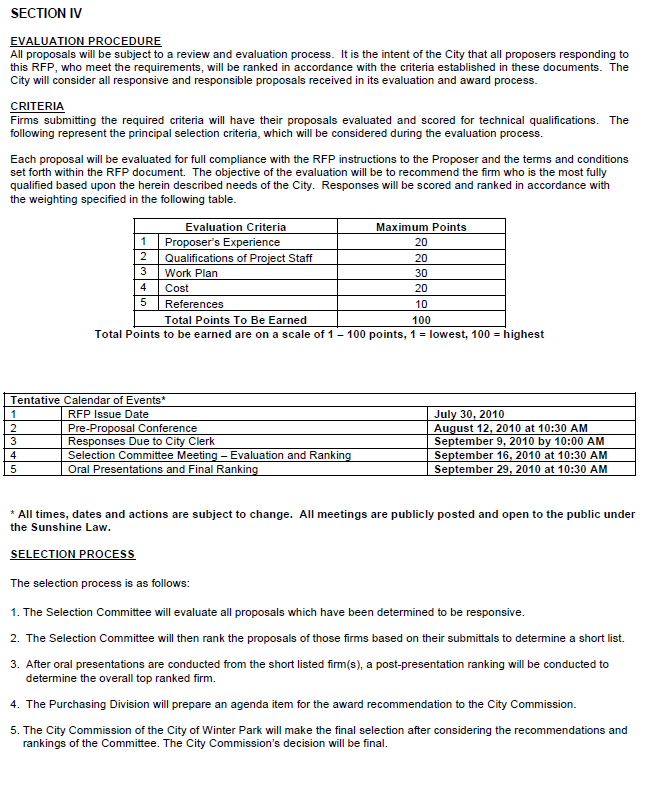 SECTION IV
EVALUATION PROCEDURE
All proposals will be subject to a review and evaluation process.  It is the intent of the City that all proposers responding to
this RFP, who meet the requirements, will be ranked in accordance with the criteria established in these documents.  The
City will consider all responsive and responsible proposals received in its evaluation and award process.
CRITERIA
Firms submitting the required criteria will have their proposals evaluated and scored for technical qualifications.  The
following represent the principal selection criteria, which will be considered during the evaluation process.
Each proposal will be evaluated for full compliance with the RFP instructions to the Proposer and the terms and conditions
set forth within the RFP document.  The objective of the evaluation will be to recommend the firm who is the most fully
qualified based upon the herein described needs of the City.  Responses will be scored and ranked in accordance with
the weighting specified in the following table.
Evaluation Criteria Maximum Points
1 Proposer's Experience 20
2 Qualifications of Project Staff 20
3 Work Plan 30
4 Cost 20
5 References 10
Total Points To Be Earned 100
Total Points to be earned are on a scale of 1 – 100 points, 1 = lowest, 100 = highest
Tentative Calendar of Events*
1 RFP Issue Date July 30, 2010
2 Pre-Proposal Conference August 12, 2010 at 10:30 AM
3 Responses Due to City Clerk September 9, 2010 by 10:00 AM
4 Selection Committee Meeting – Evaluation and Ranking September 16, 2010 at 10:30 AM
5 Oral Presentations and Final Ranking September 29, 2010 at 10:30 AM
* All times, dates and actions are subject to change.  All meetings are publicly posted and open to the public under
the Sunshine Law.
SELECTION PROCESS
The selection process is as follows:
1. The Selection Committee will evaluate all proposals which have been determined to be responsive.
2.  The Selection Committee will then rank the proposals of those firms based on their submittals to determine a short list.
3.  After oral presentations are conducted from the short listed firm(s), a post-presentation ranking will be conducted to
determine the overall top ranked firm.
4.  The Purchasing Division will prepare an agenda item for the award recommendation to the City Commission.
5. The City Commission of the City of Winter Park will make the final selection after considering the recommendations and
rankings of the Committee. The City Commission's decision will be final.